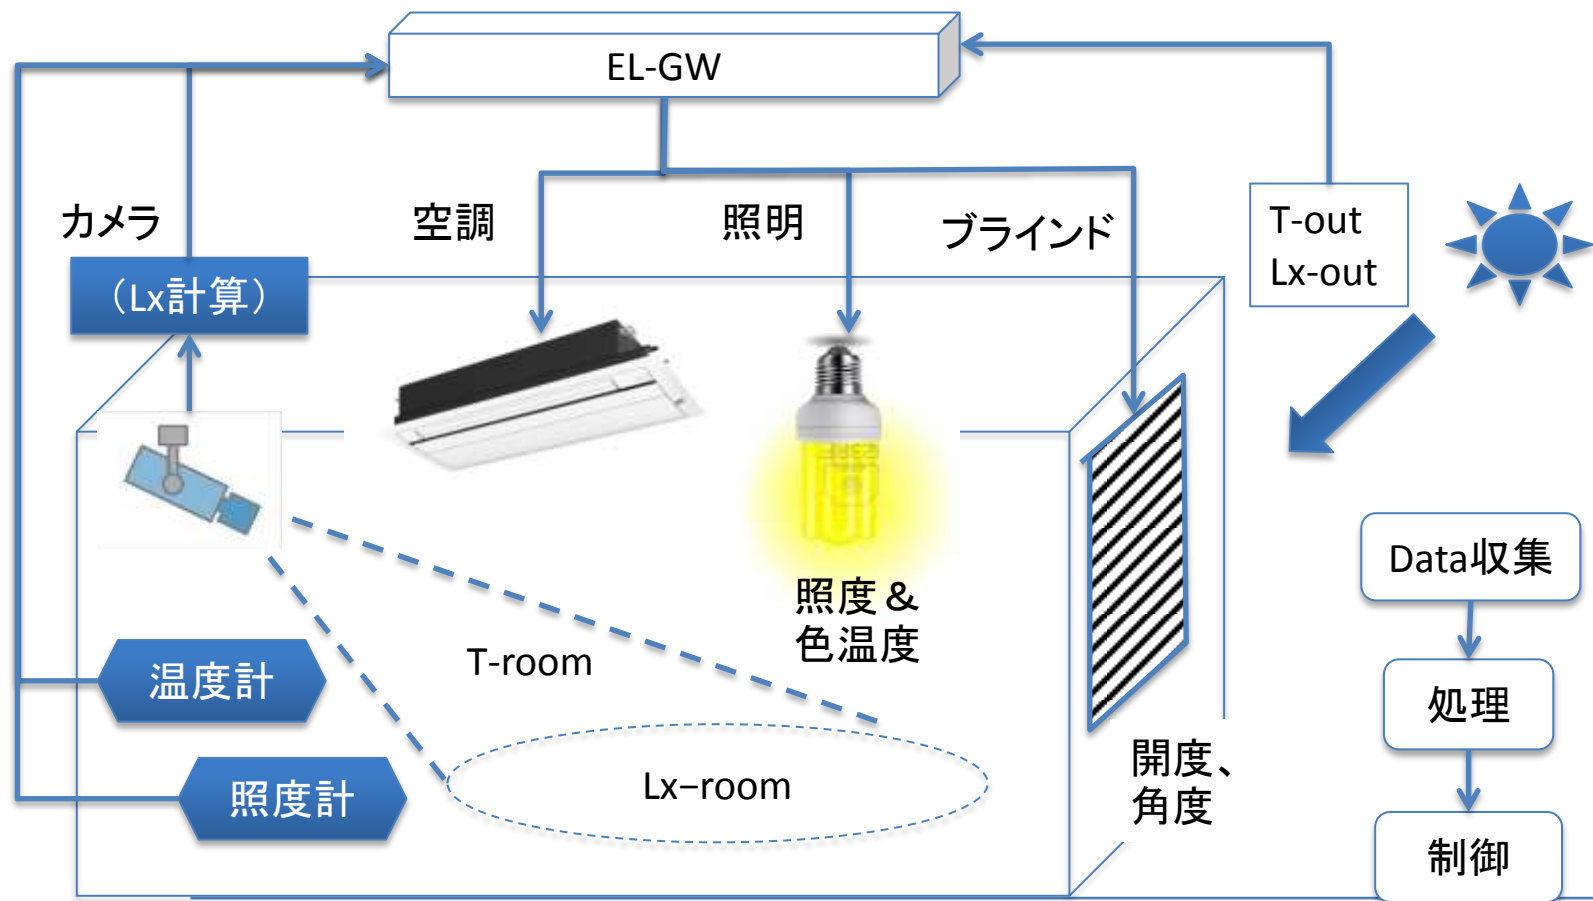 EL-GW
カメラ
空調
照明
ブラインド
T-out
Lx-out
（Lx計算）
照度＆
色温度
T-room
温度計
照度計
Lx−room
開度、
角度
Data収集
処理
制御